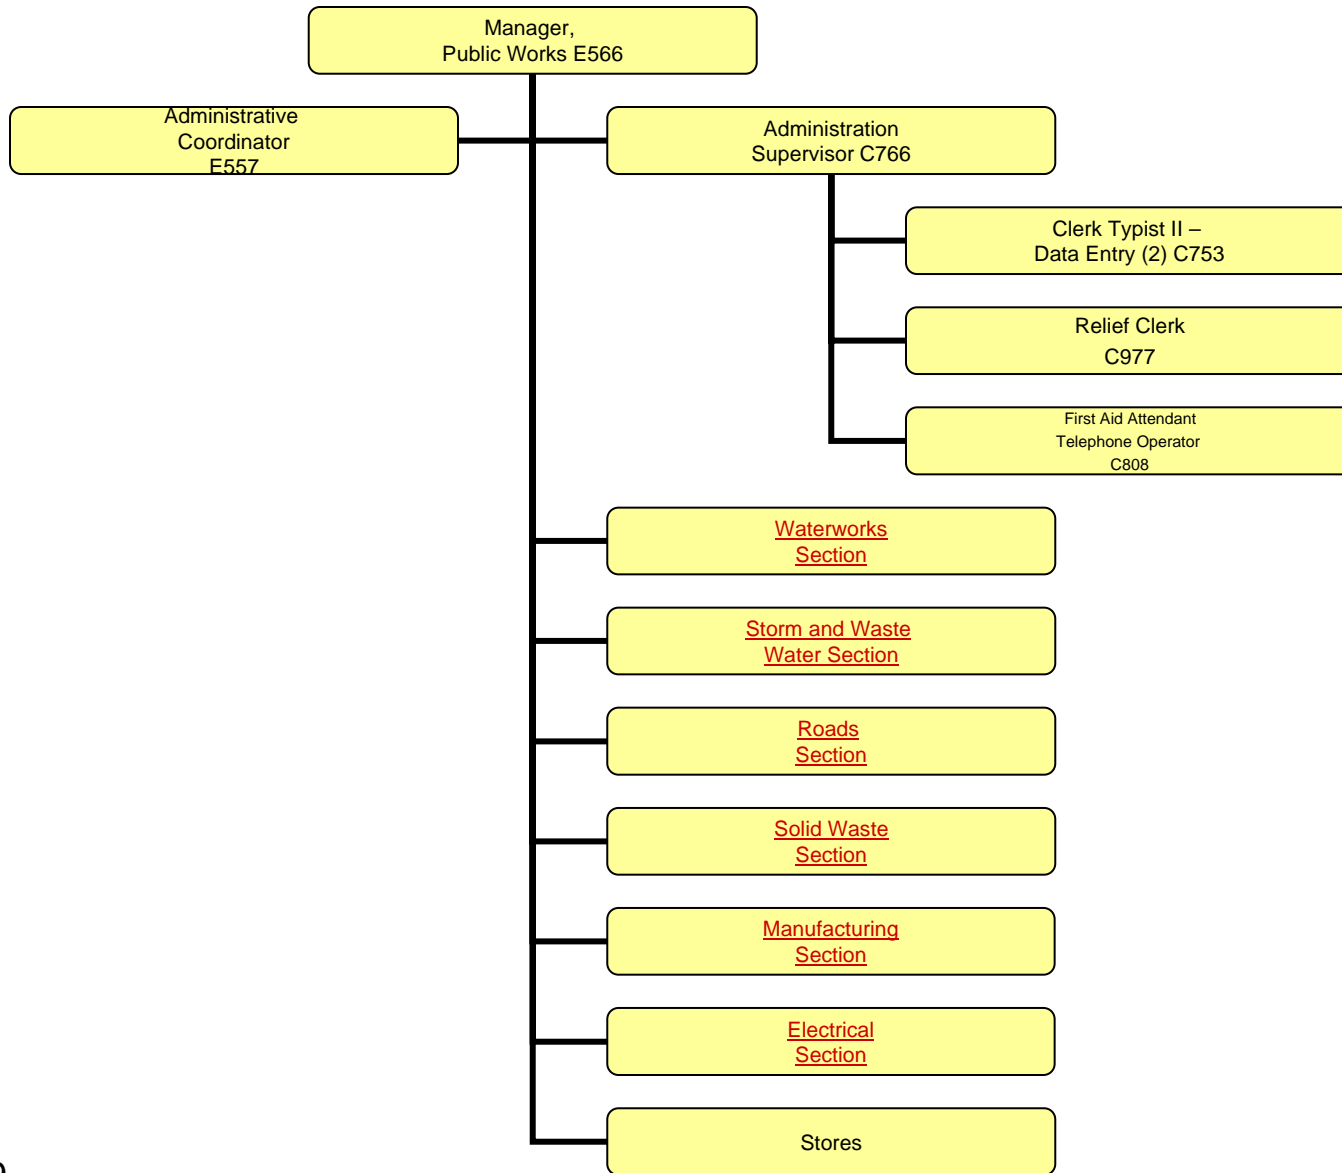 Manager,
Public Works E566
Administrative
Coordinator
E557
Administration
Supervisor C766
Clerk Typist II –
Data Entry (2) C753
Relief Clerk
C977
First Aid Attendant
Telephone Operator
C808
Waterworks
Section
Storm and Waste
Water Section
Roads
Section
Solid Waste
Section
Manufacturing
Section
Electrical
Section
Stores